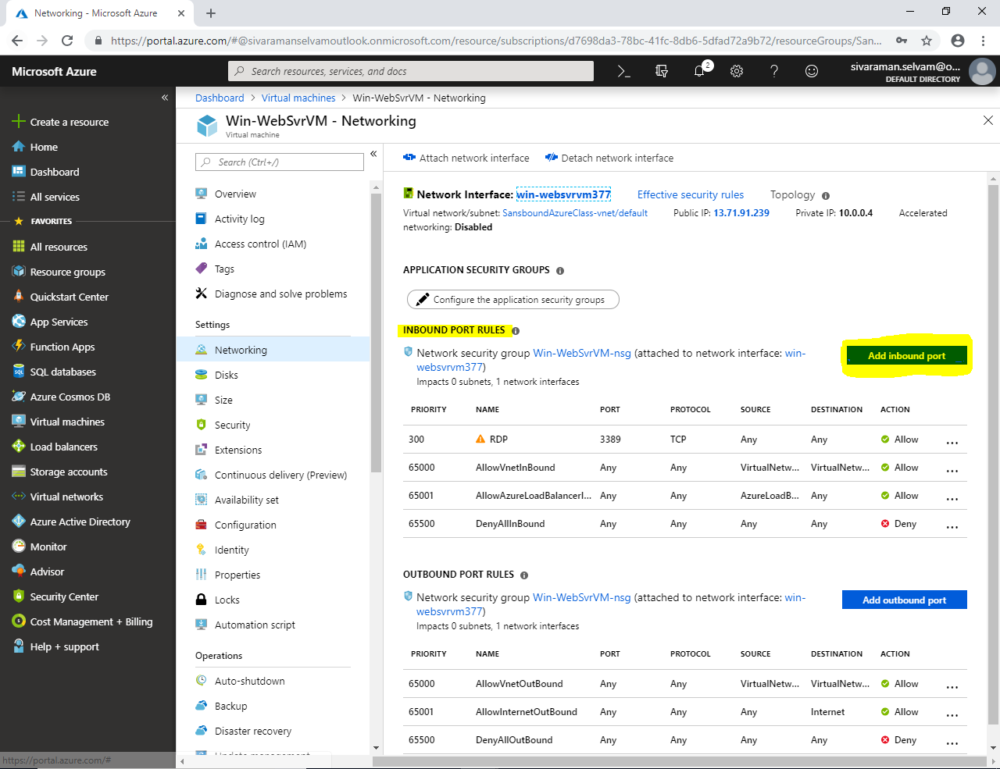 Networking - Microsoft Azure
https://portal.azure.com/#@sivaramanselvamoutlook.onmicrosoft.com/resource/subscriptions/d7698da3-78bc-41fc-8db6-5dfad72a9b72/resourceGroups/San...
Microsoft Azure
Search resources, services, and docs
2
sivaraman.selvam@o...
DEFAULT DIRECTORY
Create a resource
Home
Dashboard
All services
FAVORITES
All resources
Resource groups
Quickstart Center
App Services
Function Apps
SQL databases
Azure Cosmos DB
Virtual machines
Load balancers
Storage accounts
Virtual networks
Azure Active Directory
Monitor
Advisor
Security Center
Cost Management + Billing
Help + support
https://portal.azure.com/#
Dashboard > Virtual machines > Win-WebSvrVM - Networking
Win-WebSvrVM - Networking
Virtual machine
Search (Ctrl+/)
Overview
Activity log
Access control (IAM)
Tags
Diagnose and solve problems
Settings
Networking
Disks
Size
Security
Extensions
Continuous delivery (Preview)
Availability set
Configuration
Identity
Properties
Locks
Automation script
Operations
Auto-shutdown
Backup
Disaster recovery
Update management
Attach network interface Detach network interface
Network Interface: win-websvrvm377 Effective security rules Topology
Virtual network/subnet: SansboundAzureClass-vnet/default Public IP: 13.71.91.239 Private IP: 10.0.0.4 Accelerated
networking: Disabled
APPLICATION SECURITY GROUPS
Configure the application security groups
INBOUND PORT RULES
Network security group Win-WebSvrVM-nsg (attached to network interface: win-
websvrvm377)
Impacts 0 subnets, 1 network interfaces
Add inbound port
PRIORITY NAME PORT PROTOCOL SOURCE DESTINATION ACTION
300 RDP 3389 TCP Any Any Allow ...
65000 AllowVnetInBound Any Any VirtualNetw... VirtualNetw... Allow ...
65001 AllowAzureLoadBalancerI... Any Any AzureLoadB... Any Allow ...
65500 DenyAllInBound Any Any Any Any Deny ...
OUTBOUND PORT RULES
Network security group Win-WebSvrVM-nsg (attached to network interface: win-
websvrvm377)
Impacts 0 subnets, 1 network interfaces
Add outbound port
PRIORITY NAME PORT PROTOCOL SOURCE DESTINATION ACTION
65000 AllowVnetOutBound Any Any VirtualNetw... VirtualNetw... Allow ...
65001 AllowInternetOutBound Any Any Any Internet Allow ...
65500 DenyAllOutBound Any Any Any Any Deny ...